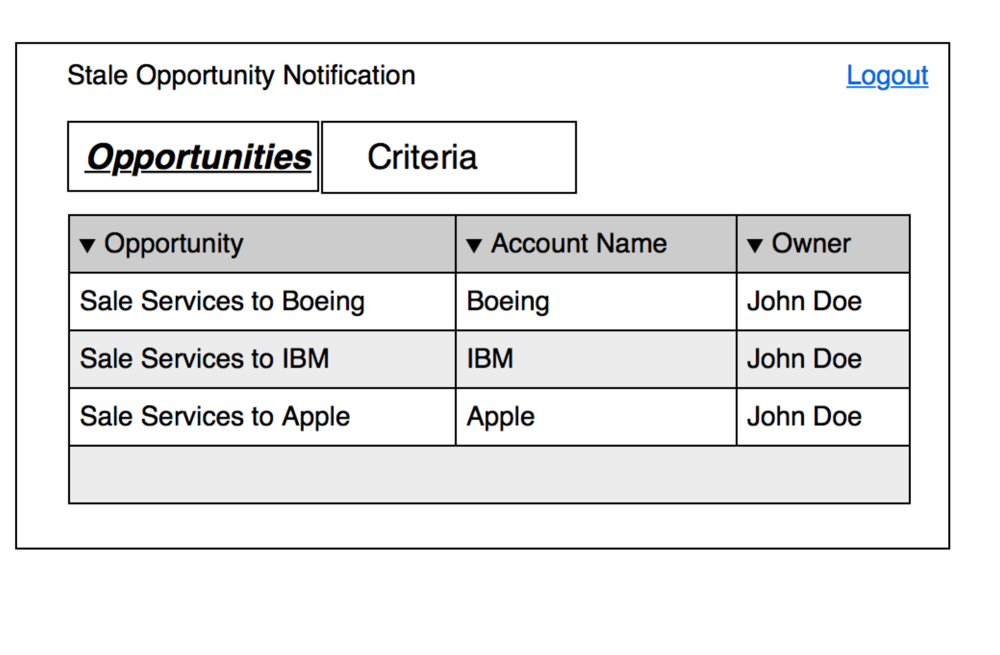 Stale Opportunity Notification Logout
Opportunities Criteria
▼ Opportunity ▼ Account Name ▼ Owner
Sale Services to Boeing Boeing John Doe
Sale Services to IBM IBM John Doe
Sale Services to Apple Apple John Doe